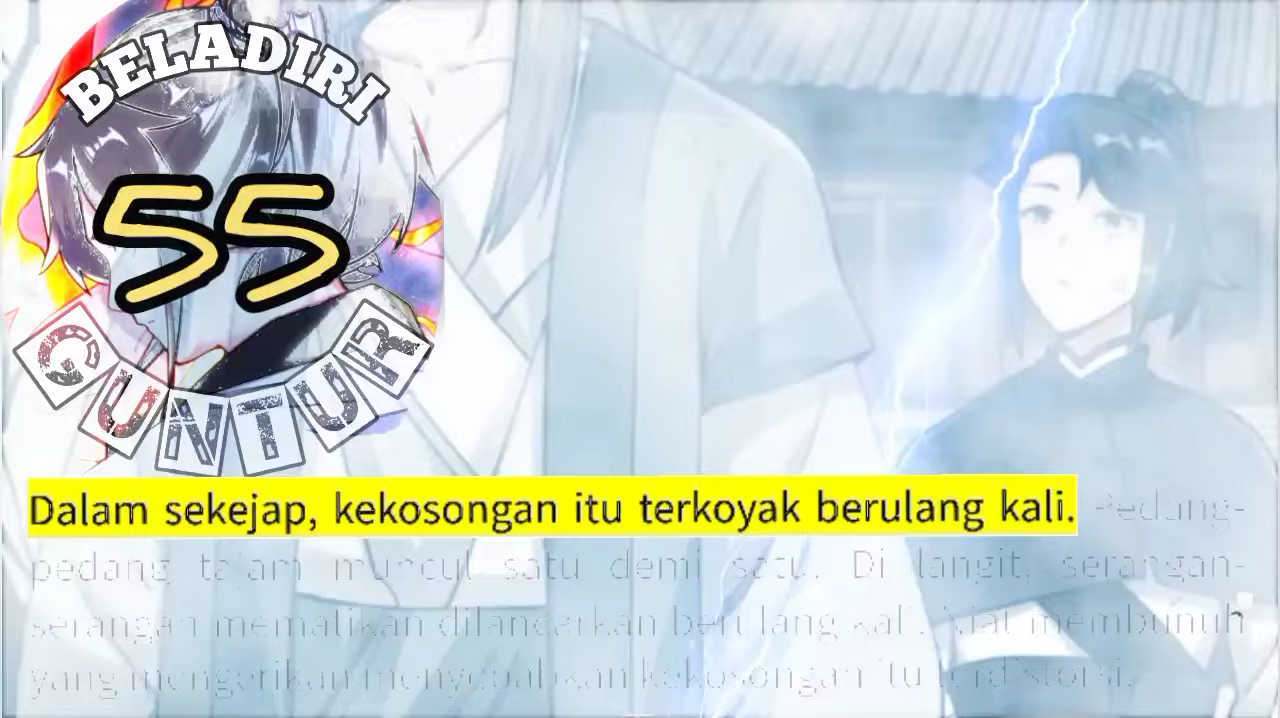 BELADIRI
55
GUNTUR
Dalam sekejap, kekosongan itu terkoyak berulang kali. Pedang-
pedang tajam muncul satu demi satu. Di langit, serangan-
serangan mematikan dilancarkan berulang kali. Niat membunuh
yang mengerikan menyebabkan kekosongan itu terdistorsi.